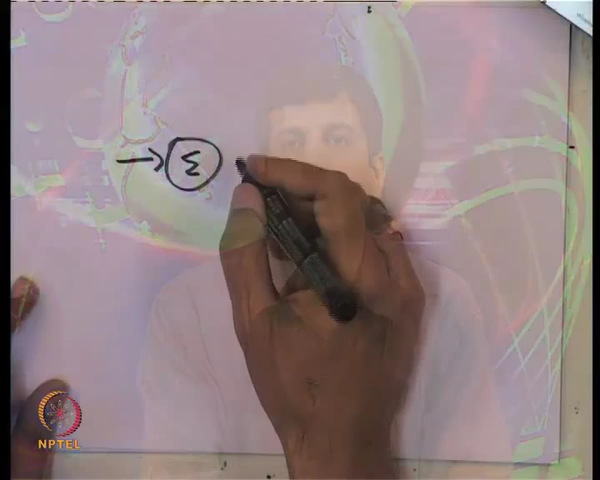 → Σ
NPTEL